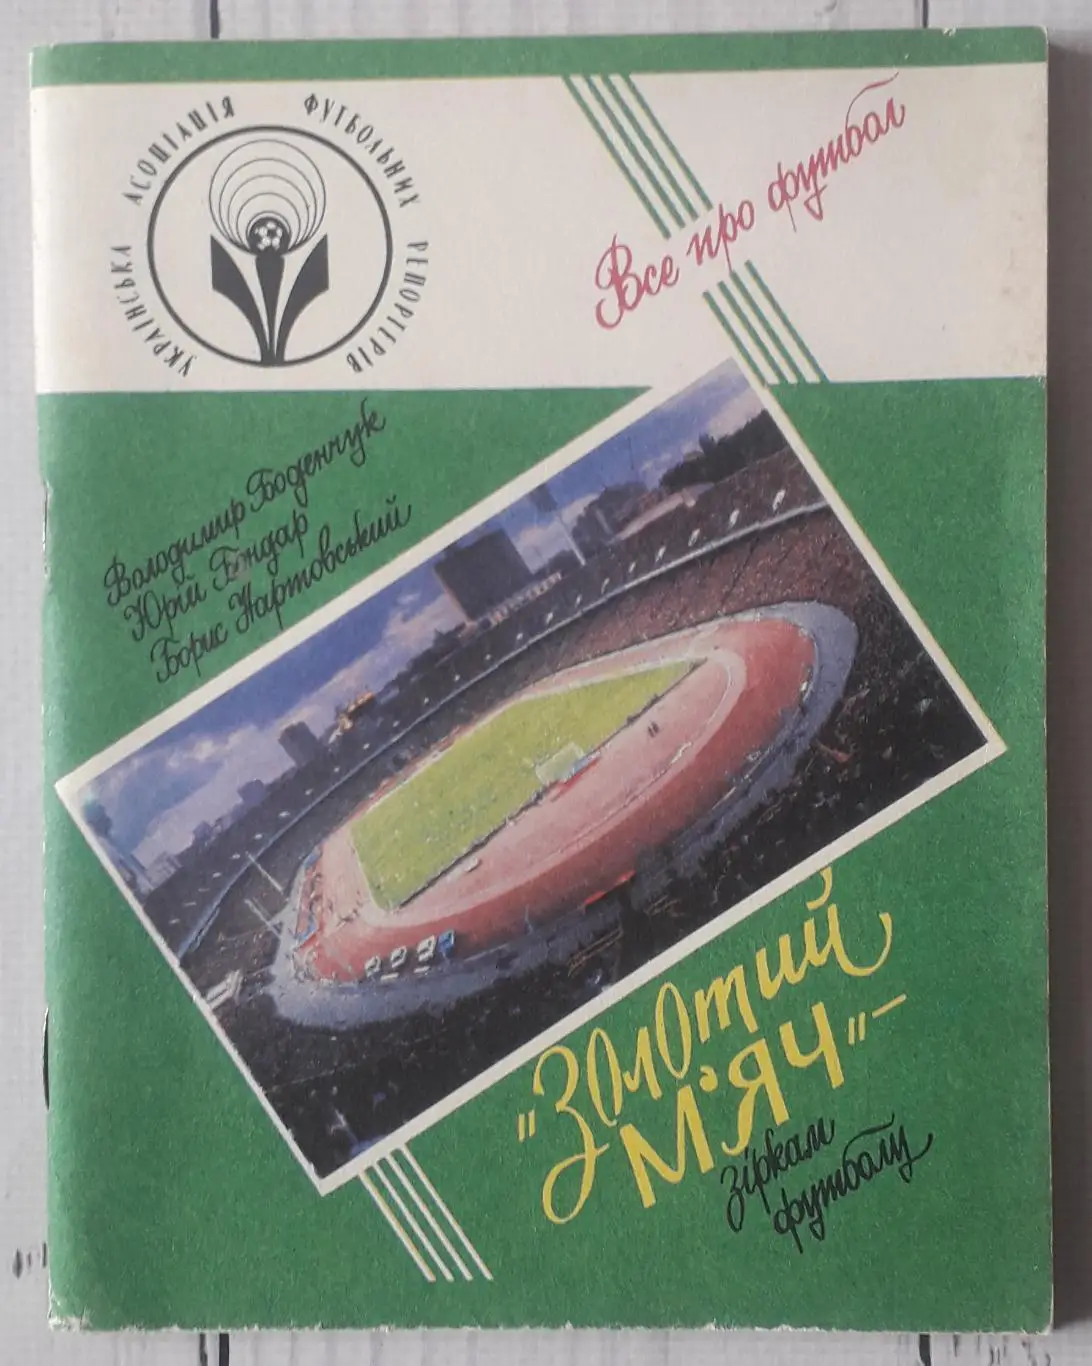 УКРАЇНСЬКА АСОЦІАЦІЯ ФУТБОЛЬНИХ РЕПОРТЕРІВ
Все про футбол
Володимир Боденчук
Юрій Бондар
Борис Нартовський
"Золотий
м'яч"–
зіркам
футболу